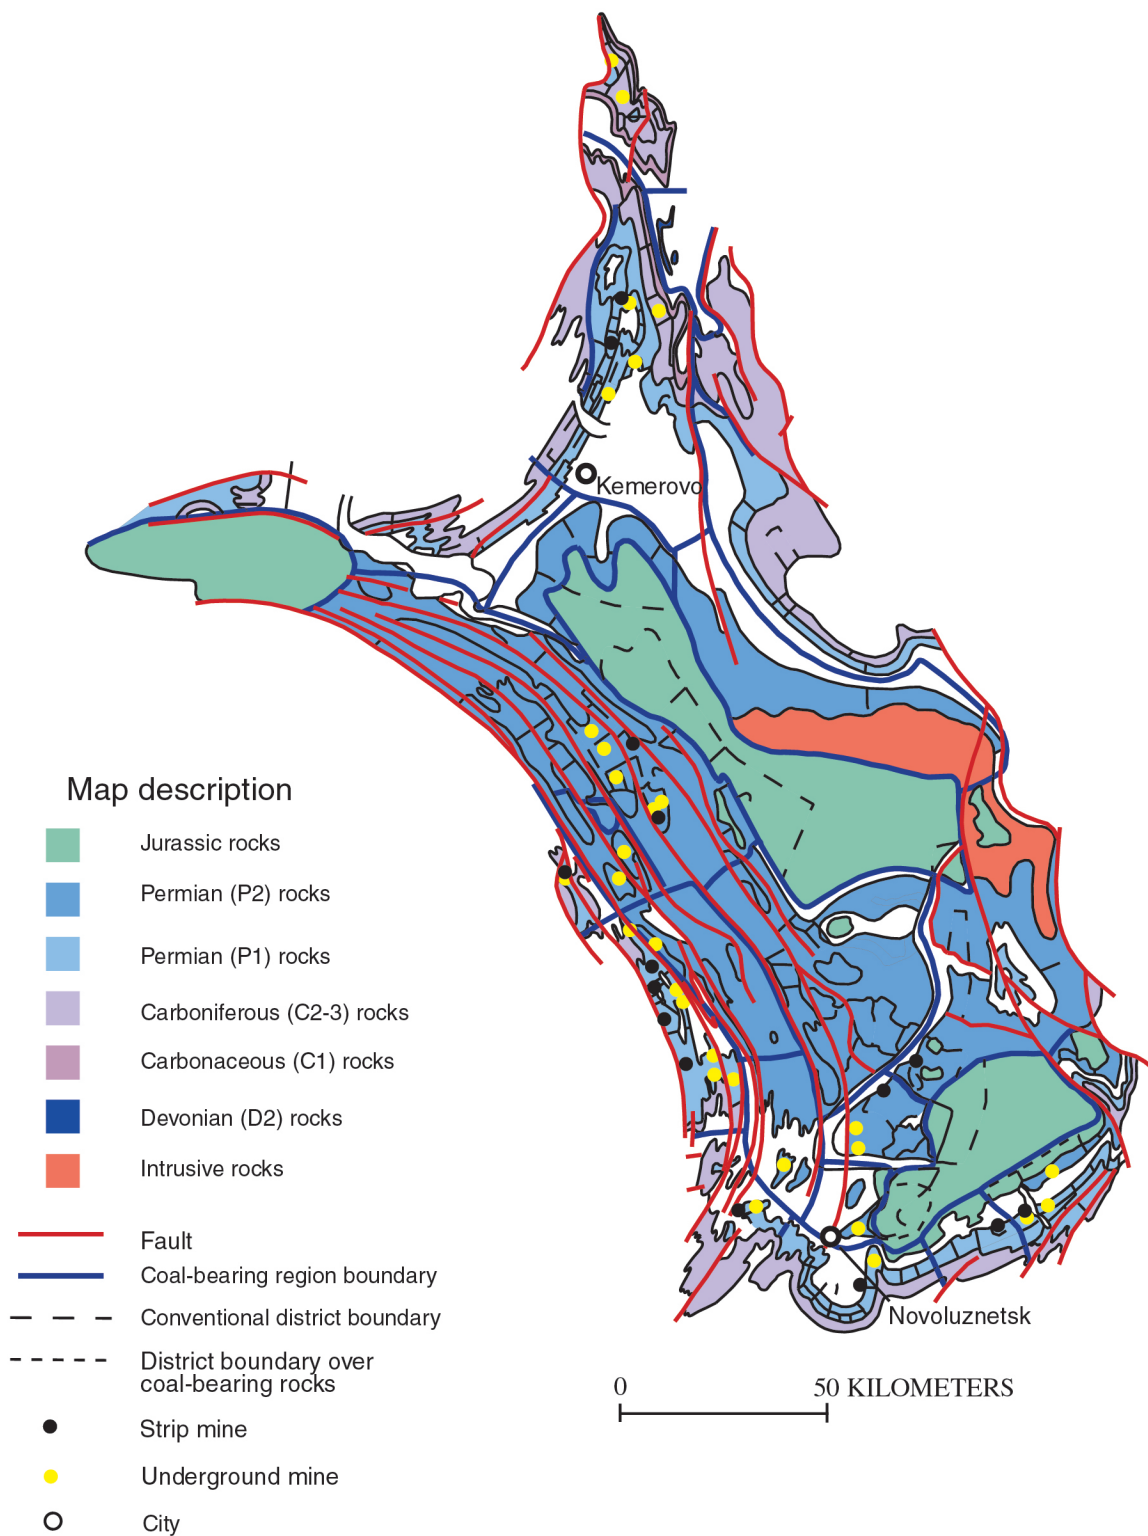 Kemerovo
Map description
Jurassic rocks
Permian (P2) rocks
Permian (P1) rocks
Carboniferous (C2-3) rocks
Carbonaceous (C1) rocks
Devonian (D2) rocks
Intrusive rocks
Fault
Coal-bearing region boundary
Conventional district boundary
District boundary over
coal-bearing rocks
Strip mine
Underground mine
City
Novoluznetsk
0 50 KILOMETERS